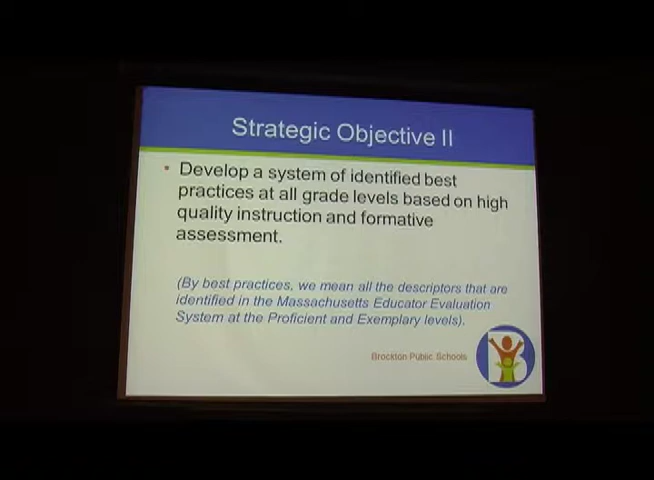 Strategic Objective II
• Develop a system of identified best
practices at all grade levels based on high
quality instruction and formative
assessment.
(By best practices, we mean all the descriptors that are
identified in the Massachusetts Educator Evaluation
System at the Proficient and Exemplary levels).
Brockton Public Schools
B